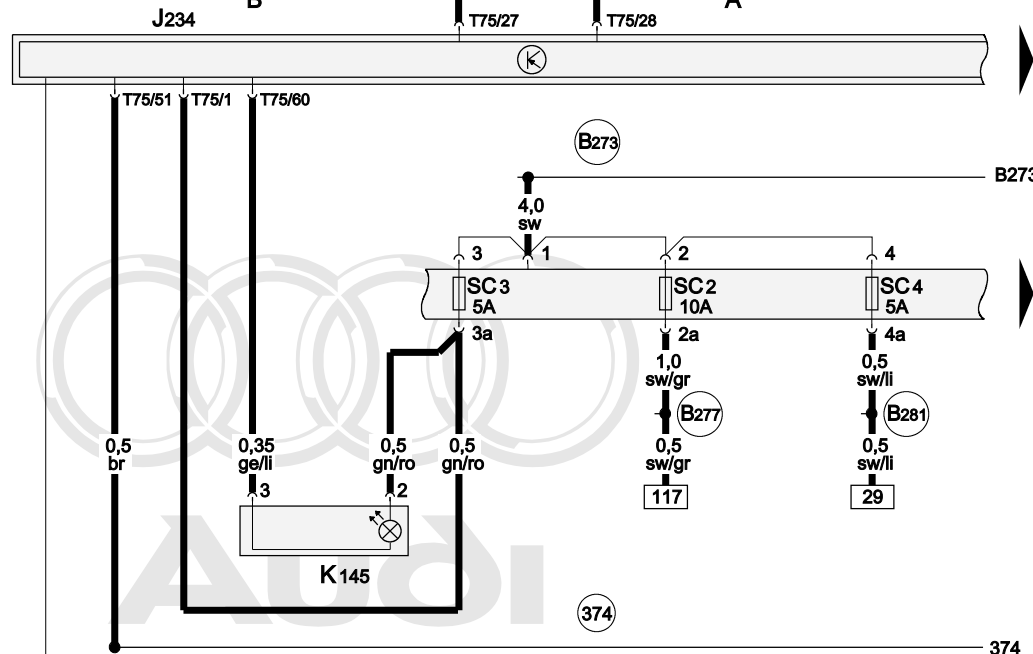 B
A
J234
T75/27
T75/28
T75/51
T75/1
T75/60
B273
B273
4,0
sw
3
1
2
4
SC3
5A
SC2
10A
SC4
5A
3a
2a
4a
1,0
sw/gr
0,5
sw/li
B277
B281
0,5
br
0,35
ge/li
0,5
gn/ro
0,5
gn/ro
0,5
sw/gr
0,5
sw/li
3
2
117
29
K145
Audi
374
374